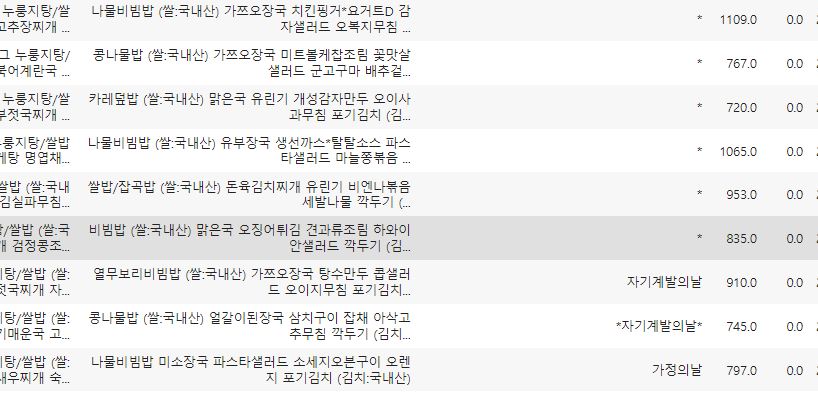 누룽지탕/쌀
고추장찌개 ...
나물비빔밥 (쌀:국내산) 가쯔오장국 치킨핑거*요거트D 감
자샐러드 오복지무침 ...
* 1109.0 0.0
그 누룽지탕/
북어계란국 ...
콩나물밥 (쌀:국내산) 가쯔오장국 미트볼케찹조림 꽃맛살
샐러드 군고구마 배추겉...
* 767.0 0.0
누룽지탕/쌀
부젓국찌개 ...
카레덮밥 (쌀:국내산) 맑은국 유린기 개성감자만두 오이사
과무침 포기김치 (김...
* 720.0 0.0
누룽지탕/쌀밥
게탕 명엽채...
나물비빔밥 (쌀:국내산) 유부장국 생선까스*탈탈소스 파스
타샐러드 마늘쫑볶음 ...
* 1065.0 0.0
쌀밥 (쌀:국내
김실파무침...
쌀밥/잡곡밥 (쌀:국내산) 돈육김치찌개 유린기 비엔나볶음
세발나물 깍두기 (...
* 953.0 0.0
탕/쌀밥 (쌀:국
개 검정콩조...
비빔밥 (쌀:국내산) 맑은국 오징어튀김 견과류조림 하와이
안샐러드 깍두기 (김...
* 835.0 0.0
지탕/쌀밥 (쌀:
젓국찌개 자...
열무보리비빔밥 (쌀:국내산) 가쯔오장국 탕수만두 콥샐러
드 오이지무침 포기김치...
자기계발의날 910.0 0.0
지탕/쌀밥 (쌀:
기매운국 고...
콩나물밥 (쌀:국내산) 얼갈이된장국 삼치구이 잡채 아삭고
추무침 깍두기 (김치...
*자기계발의날* 745.0 0.0
지탕/쌀밥 (쌀:
새우찌개 숙...
나물비빔밥 미소장국 파스타샐러드 소세지오븐구이 오렌
지 포기김치 (김치:국내산)
가정의날 797.0 0.0